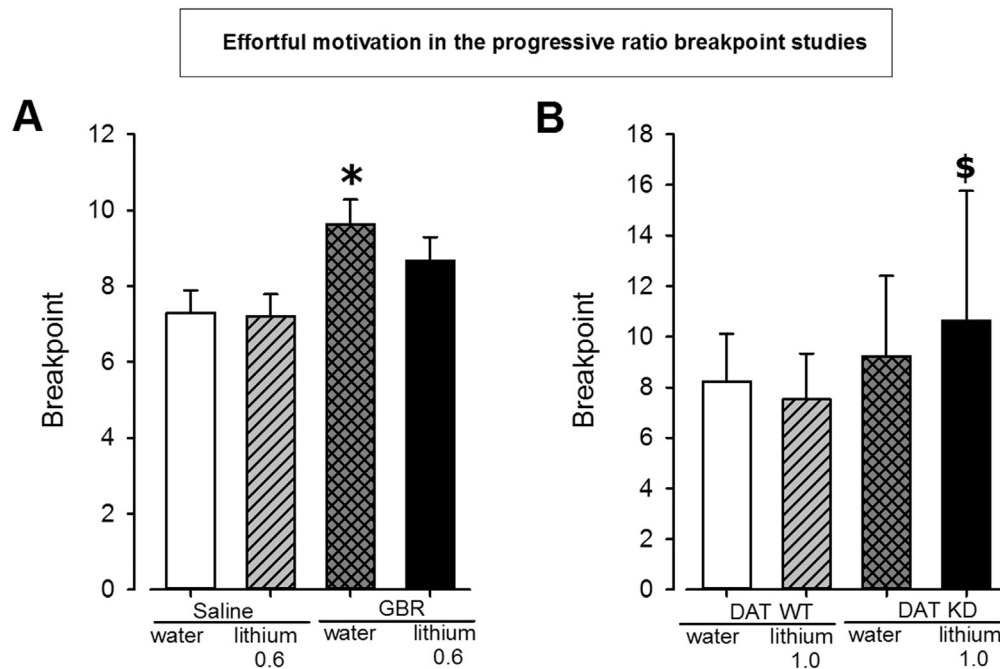 Effortful motivation in the progressive ratio breakpoint studies
A
Breakpoint
12
10
8
6
4
2
0
*
Saline
GBR
water
lithium
0.6
water
lithium
0.6
B
Breakpoint
18
16
14
12
10
8
6
4
2
0
$
DAT WT
DAT KD
water
lithium
1.0
water
lithium
1.0